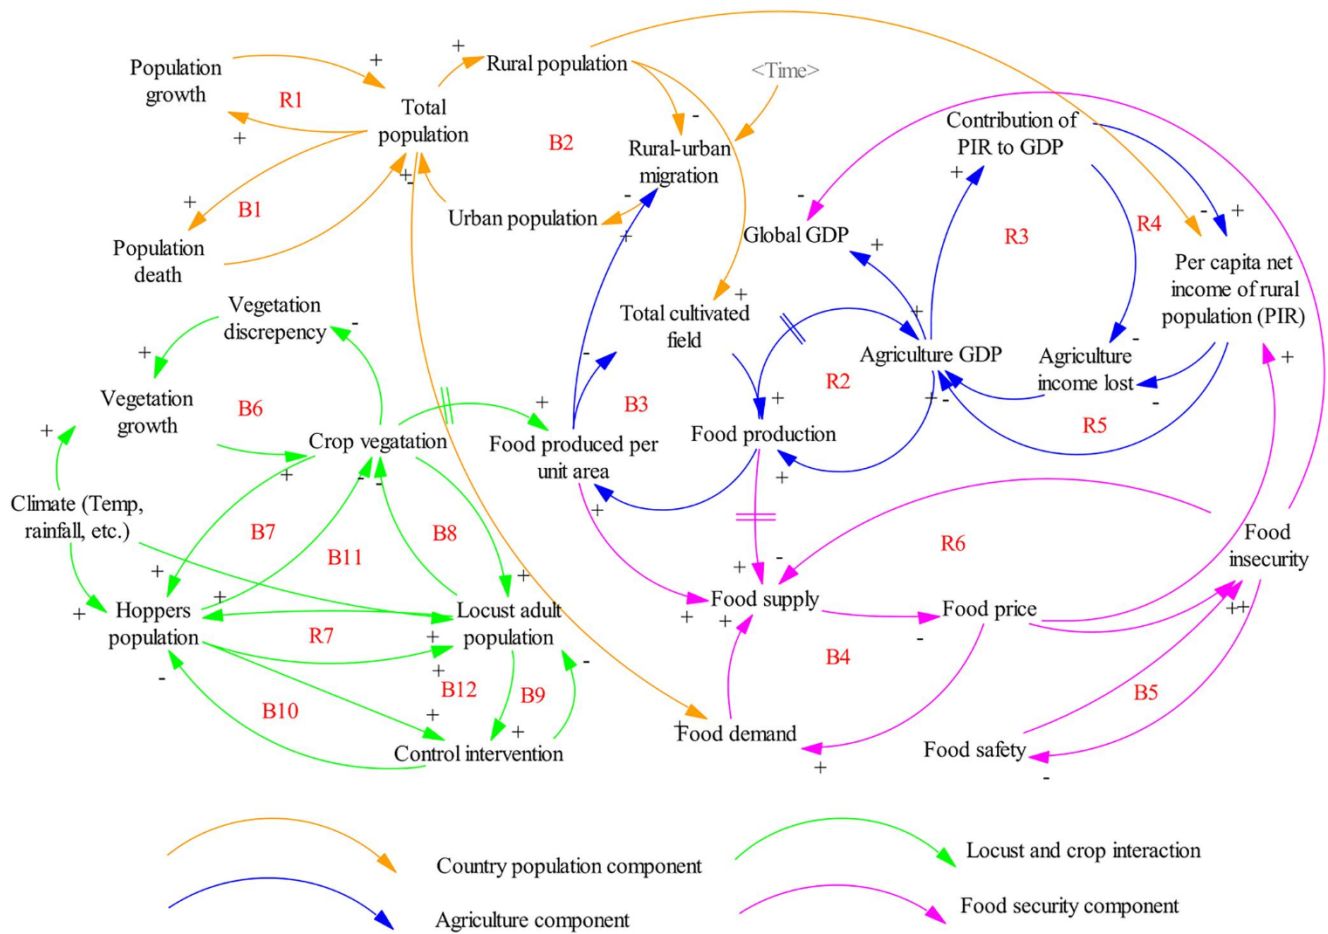 Population
growth
R1
+
+
Total
population
+
Rural population
<Time>
B2
-
Rural-urban
migration
Contribution of
PIR to GDP
+
+
B1
Population
death
+
-
Urban population
-
+
-
Global GDP
+
R3
R4
-
+
Per capita net
income of rural
population (PIR)
Vegetation
discrepency
-
+
Total cultivated
field
+
-
+
Agriculture GDP
+
-
Agriculture
income lost
-
-
+
Vegetation
growth
B6
+
Crop vegatation
+
-
-
+
Food produced per
unit area
+
B3
R2
+
Food production
+
R5
Climate (Temp,
rainfall, etc.)
B7
B11
B8
+
+
+
+
Hoppers
population
-
R7
Locust adult
population
+
+
-
B12
B9
+
+
B10
Control intervention
+
-
Food supply
+
+
-
Food price
R6
Food
insecurity
++
B4
B5
+
Food demand
+
Food safety
-
Country population component
Agriculture component
Locust and crop interaction
Food security component